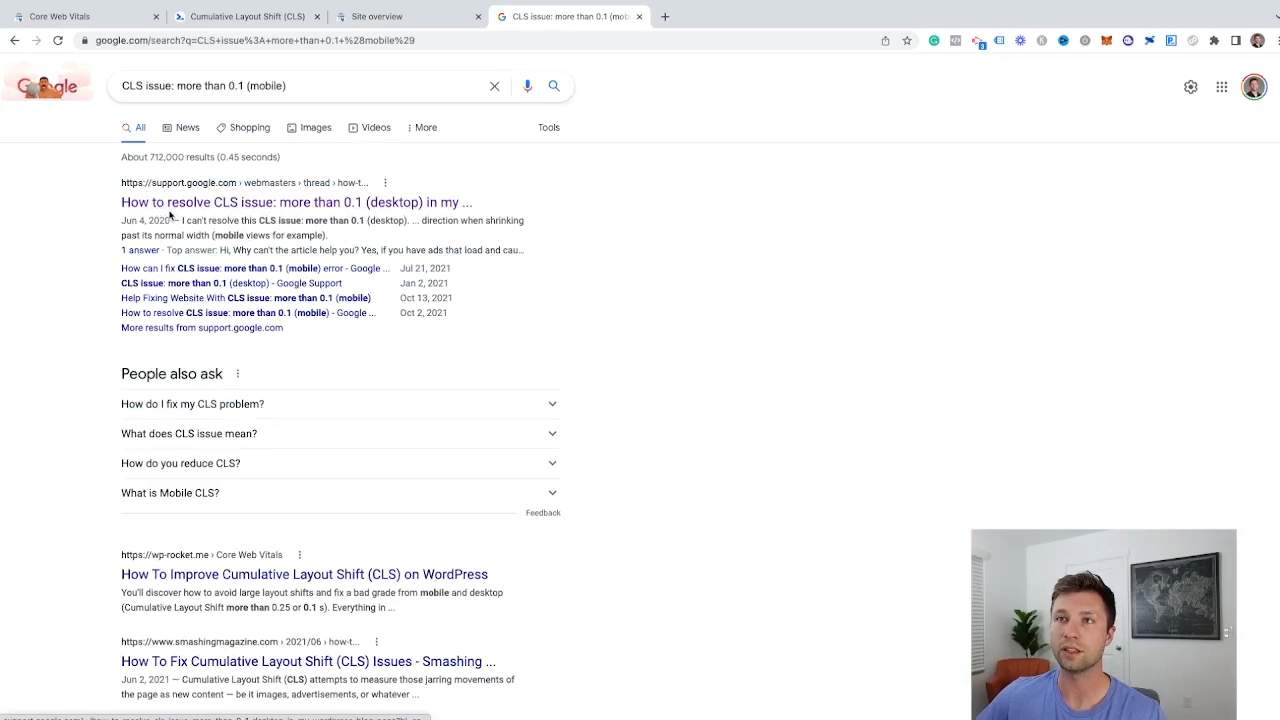 Core Web Vitals
Cumulative Layout Shift (CLS)
Site overview
CLS issue: more than 0.1 (mob
google.com/search?q=CLS+issue%3A+more+than+0.1+%28mobile%29
3
Google
CLS issue: more than 0.1 (mobile)
All
News
Shopping
Images
Videos
More
Tools
About 712,000 results (0.45 seconds)
https://support.google.com › webmasters › thread › how-t...
How to resolve CLS issue: more than 0.1 (desktop) in my ...
Jun 4, 2020 — I can't resolve this CLS issue: more than 0.1 (desktop). ... direction when shrinking
past its normal width (mobile views for example).
1 answer · Top answer: Hi, Why can't the article help you? Yes, if you have ads that load and cau...
How can I fix CLS issue: more than 0.1 (mobile) error - Google ... Jul 21, 2021
CLS issue: more than 0.1 (desktop) - Google Support Jan 2, 2021
Help Fixing Website With CLS issue: more than 0.1 (mobile) Oct 13, 2021
How to resolve CLS issue: more than 0.1 (mobile) - Google ... Oct 2, 2021
More results from support.google.com
People also ask
How do I fix my CLS problem?
What does CLS issue mean?
How do you reduce CLS?
What is Mobile CLS?
Feedback
https://wp-rocket.me › Core Web Vitals
How To Improve Cumulative Layout Shift (CLS) on WordPress
You'll discover how to avoid large layout shifts and fix a bad grade from mobile and desktop
(Cumulative Layout Shift more than 0.25 or 0.1 s). Everything in ...
https://www.smashingmagazine.com › 2021/06 › how-t...
How To Fix Cumulative Layout Shift (CLS) Issues - Smashing ...
Jun 2, 2021 — Cumulative Layout Shift (CLS) attempts to measure those jarring movements of
the page as new content — be it images, advertisements, or whatever ...